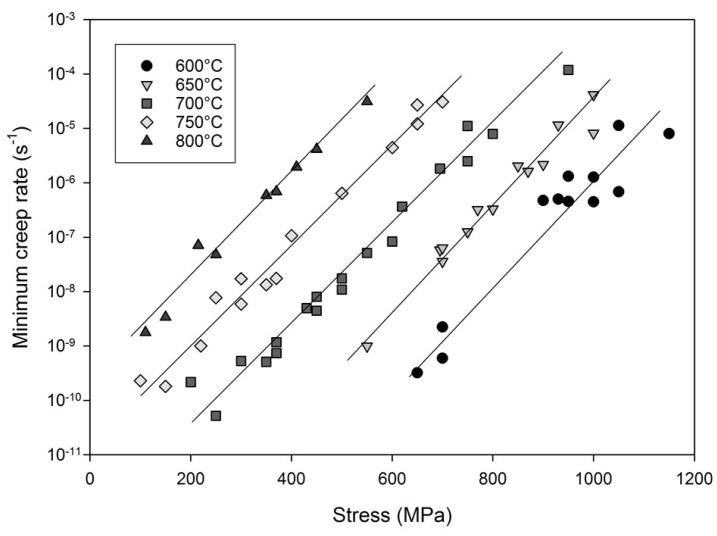 10⁻³
10⁻⁴
10⁻⁵
10⁻⁶
10⁻⁷
10⁻⁸
10⁻⁹
10⁻¹⁰
10⁻¹¹
Minimum creep rate (s⁻¹)
600°C
650°C
700°C
750°C
800°C
0 200 400 600 800 1000 1200
Stress (MPa)